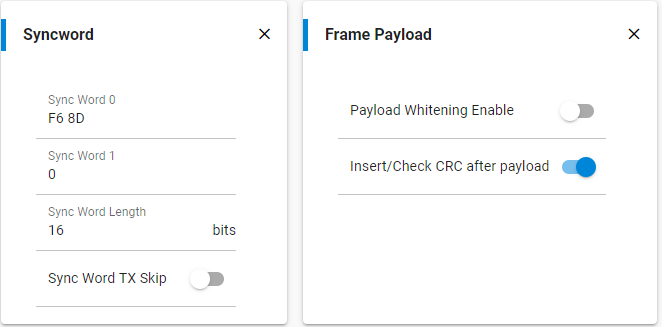 Syncword
Sync Word 0
F6 8D
Sync Word 1
0
Sync Word Length
16 bits
Sync Word TX Skip
Frame Payload
Payload Whitening Enable
Insert/Check CRC after payload